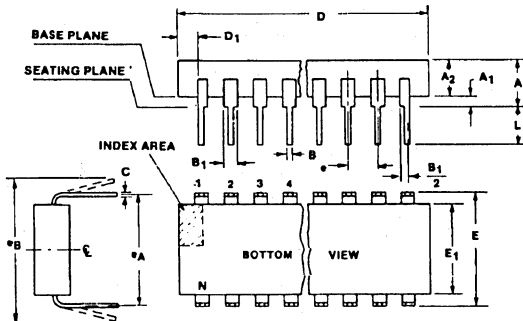 D
D1
BASE PLANE
SEATING PLANE
A2
A1
A
L
INDEX AREA
B1
B
e
B1
2
C
1 2 3 4
eB
℄
eA
BOTTOM VIEW
E1
E
N